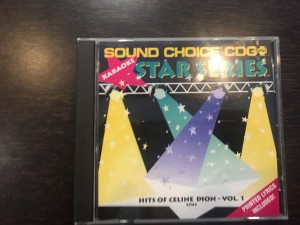 SOUND CHOICE CDG
KARAOKE
STAR SERIES
HITS OF CELINE DION - VOL. 1
PRINTED LYRICS
INCLUDED!